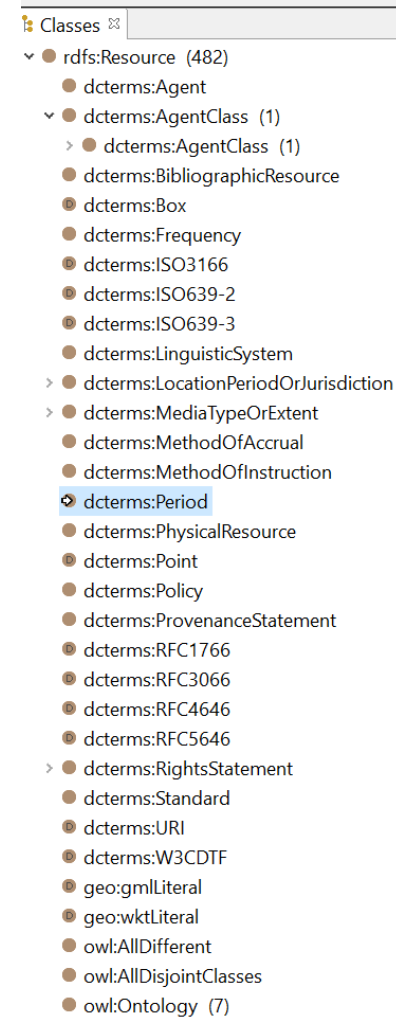 Classes
rdfs:Resource (482)
dcterms:Agent
dcterms:AgentClass (1)
dcterms:AgentClass (1)
dcterms:BibliographicResource
dcterms:Box
dcterms:Frequency
dcterms:ISO3166
dcterms:ISO639-2
dcterms:ISO639-3
dcterms:LinguisticSystem
dcterms:LocationPeriodOrJurisdiction
dcterms:MediaTypeOrExtent
dcterms:MethodOfAccrual
dcterms:MethodOfInstruction
dcterms:Period
dcterms:PhysicalResource
dcterms:Point
dcterms:Policy
dcterms:ProvenanceStatement
dcterms:RFC1766
dcterms:RFC3066
dcterms:RFC4646
dcterms:RFC5646
dcterms:RightsStatement
dcterms:Standard
dcterms:URI
dcterms:W3CDTF
geo:gmlLiteral
geo:wktLiteral
owl:AllDifferent
owl:AllDisjointClasses
owl:Ontology (7)